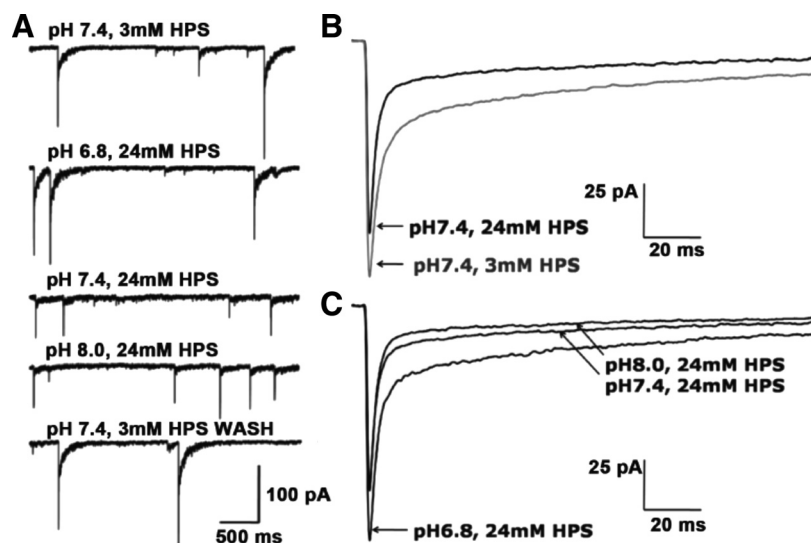 A
pH 7.4, 3mM HPS
pH 6.8, 24mM HPS
pH 7.4, 24mM HPS
pH 8.0, 24mM HPS
pH 7.4, 3mM HPS WASH
100 pA
500 ms
B
25 pA
20 ms
pH7.4, 24mM HPS
pH7.4, 3mM HPS
C
pH8.0, 24mM HPS
pH7.4, 24mM HPS
25 pA
20 ms
pH6.8, 24mM HPS